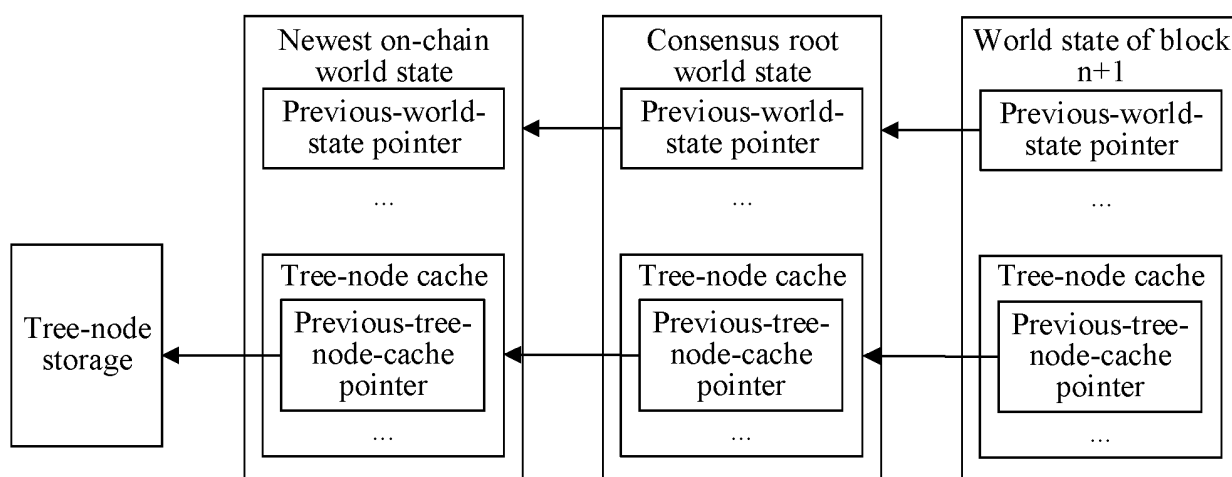 Newest on-chain
world state
Previous-world-
state pointer
...
Tree-node cache
Previous-tree-
node-cache
pointer
...
Consensus root
world state
Previous-world-
state pointer
...
Tree-node cache
Previous-tree-
node-cache
pointer
...
World state of block
n+1
Previous-world-
state pointer
...
Tree-node cache
Previous-tree-
node-cache
pointer
...
Tree-node
storage